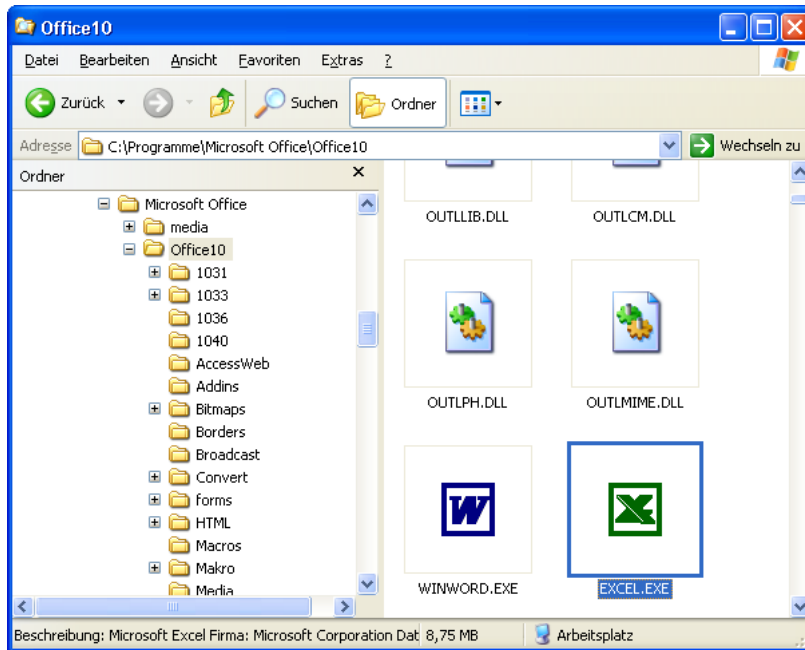 Office10
Datei Bearbeiten Ansicht Favoriten Extras ?
Zurück Suchen Ordner
Adresse C:\Programme\Microsoft Office\Office10 Wechseln zu
Ordner
Microsoft Office
media
Office10
1031
1033
1036
1040
AccessWeb
Addins
Bitmaps
Borders
Broadcast
Convert
forms
HTML
Macros
Makro
Media
OUTLLIB.DLL OUTLCM.DLL
OUTLPH.DLL OUTLMIME.DLL
W X
WINWORD.EXE EXCEL.EXE
Beschreibung: Microsoft Excel Firma: Microsoft Corporation Dat 8,75 MB Arbeitsplatz